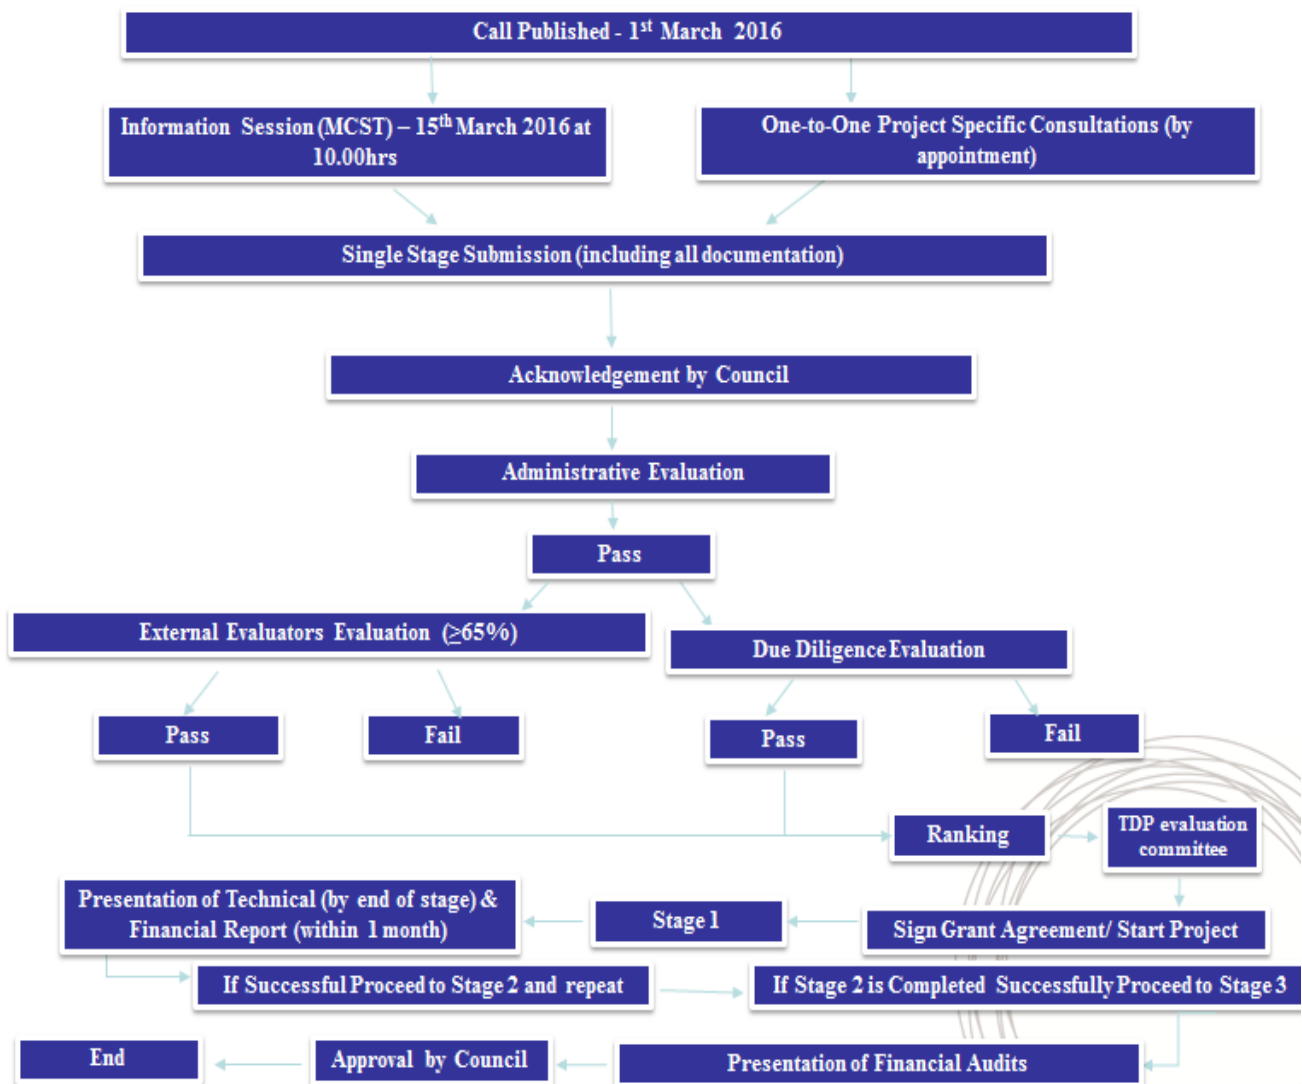 Call Published - 1st March 2016
Information Session (MCST) – 15th March 2016 at
10.00hrs
One-to-One Project Specific Consultations (by
appointment)
Single Stage Submission (including all documentation)
Acknowledgement by Council
Administrative Evaluation
Pass
External Evaluators Evaluation (≥65%)
Due Diligence Evaluation
Pass
Fail
Pass
Fail
Ranking
TDP evaluation
committee
Presentation of Technical (by end of stage) &
Financial Report (within 1 month)
Stage 1
Sign Grant Agreement/ Start Project
If Successful Proceed to Stage 2 and repeat
If Stage 2 is Completed Successfully Proceed to Stage 3
End
Approval by Council
Presentation of Financial Audits